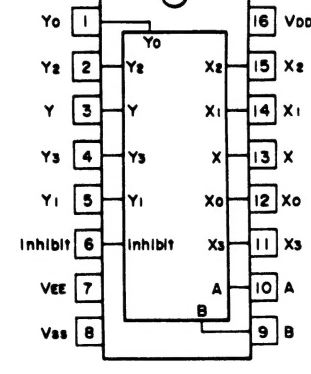 Y0 1 16 VDD
Y0
Y2 2 Y2 X2 15 X2
Y 3 Y X1 14 X1
Y3 4 Y3 X 13 X
Y1 5 Y1 X0 12 X0
Inhibit 6 Inhibit X3 11 X3
VEE 7 A 10 A
B
Vss 8 9 B